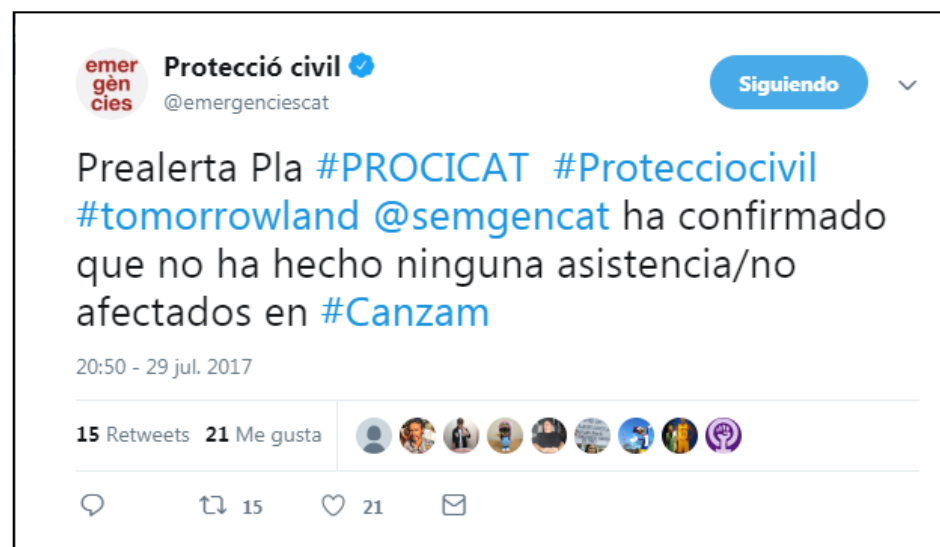 emer
gèn
cies
Protecció civil
@emergenciescat
Siguiendo
Prealerta Pla #PROCICAT #Protecciocivil
#tomorrowland @semgencat ha confirmado
que no ha hecho ninguna asistencia/no
afectados en #Canzam
20:50 - 29 jul. 2017
15 Retweets 21 Me gusta
15 21